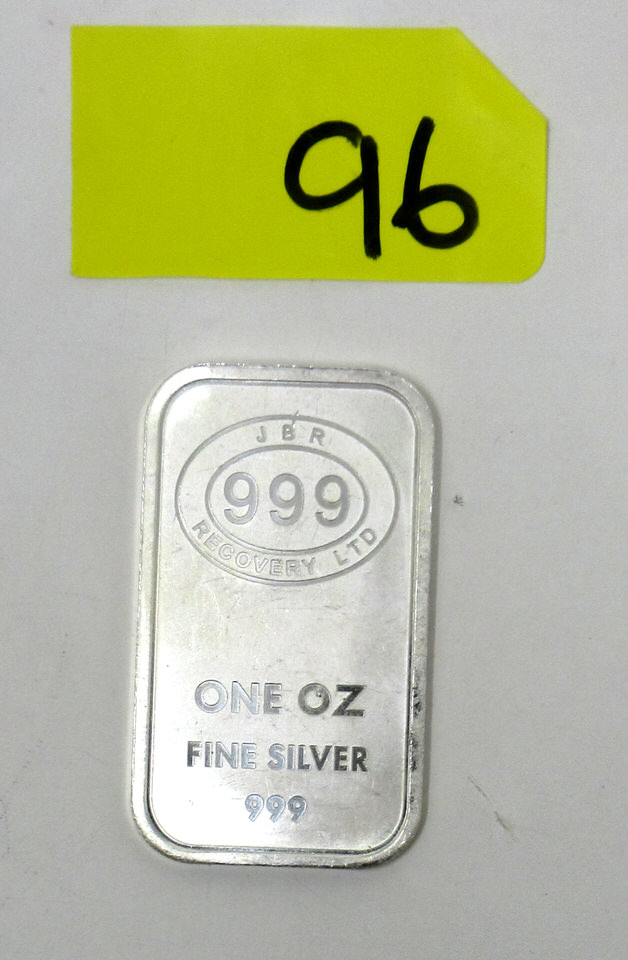 96
JBR
999
RECOVERY LTD
ONE OZ
FINE SILVER
999